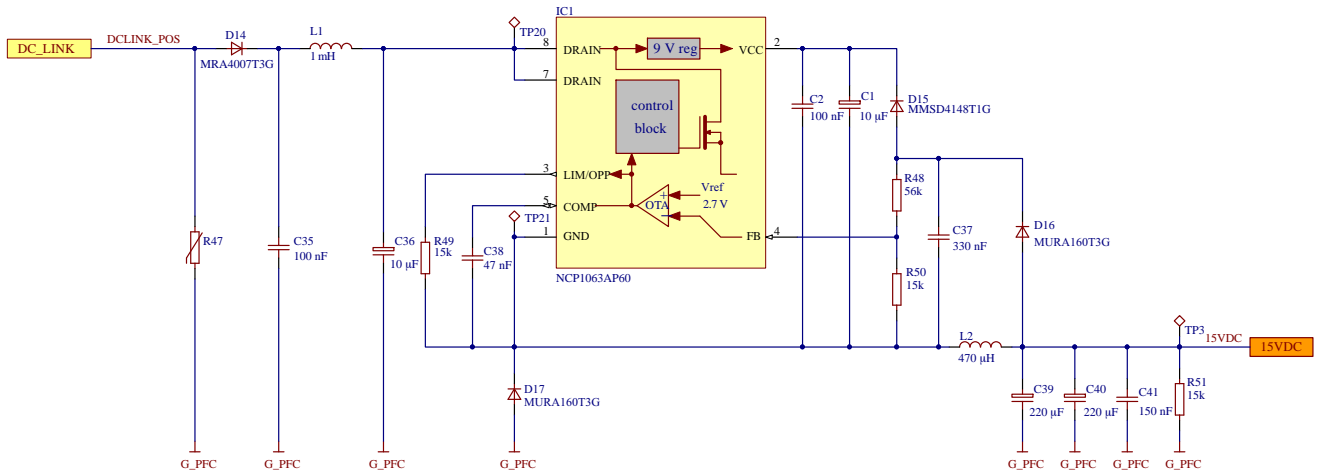 IC1
DC_LINK
DCLINK_POS
D14
MRA4007T3G
L1
1 mH
TP20
8
DRAIN
9 V reg
VCC
2
7
DRAIN
control
block
C2
100 nF
C1
10 µF
D15
MMSD4148T1G
3
LIM/OPP
Vref
2.7 V
OTA
5
COMP
TP21
1
GND
FB
4
NCP1063AP60
R48
56k
C37
330 nF
D16
MURA160T3G
R50
15k
R47
C35
100 nF
C36
10 µF
R49
15k
C38
47 nF
L2
470 µH
TP3
15VDC
15VDC
D17
MURA160T3G
C39
220 µF
C40
220 µF
C41
150 nF
R51
15k
G_PFC
G_PFC
G_PFC
G_PFC
G_PFC
G_PFC
G_PFC
G_PFC